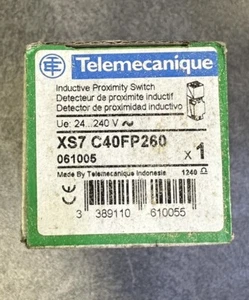 Telemecanique
Inductive Proximity Switch
Detecteur de proximite inductif
Detector de proximidad inductivo
Ue: 24...240 V
XS7 C40FP260
061005
x 1
Made By Telemecanique Indonesia 1240
3 389110 610055